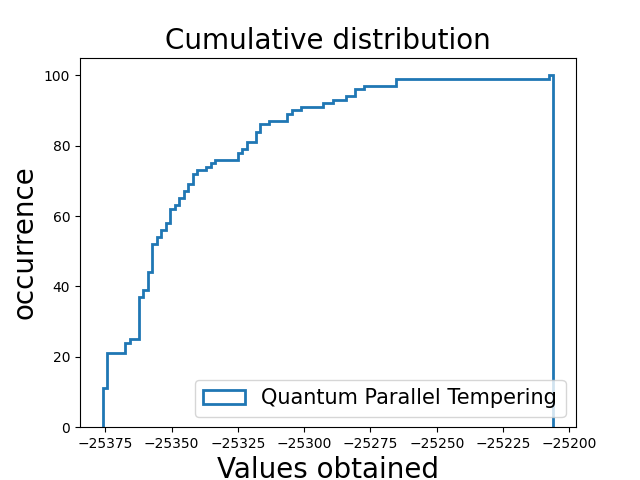 Cumulative distribution
100
80
60
40
20
0
occurrence
Quantum Parallel Tempering
−25375 −25350 −25325 −25300 −25275 −25250 −25225 −25200
Values obtained